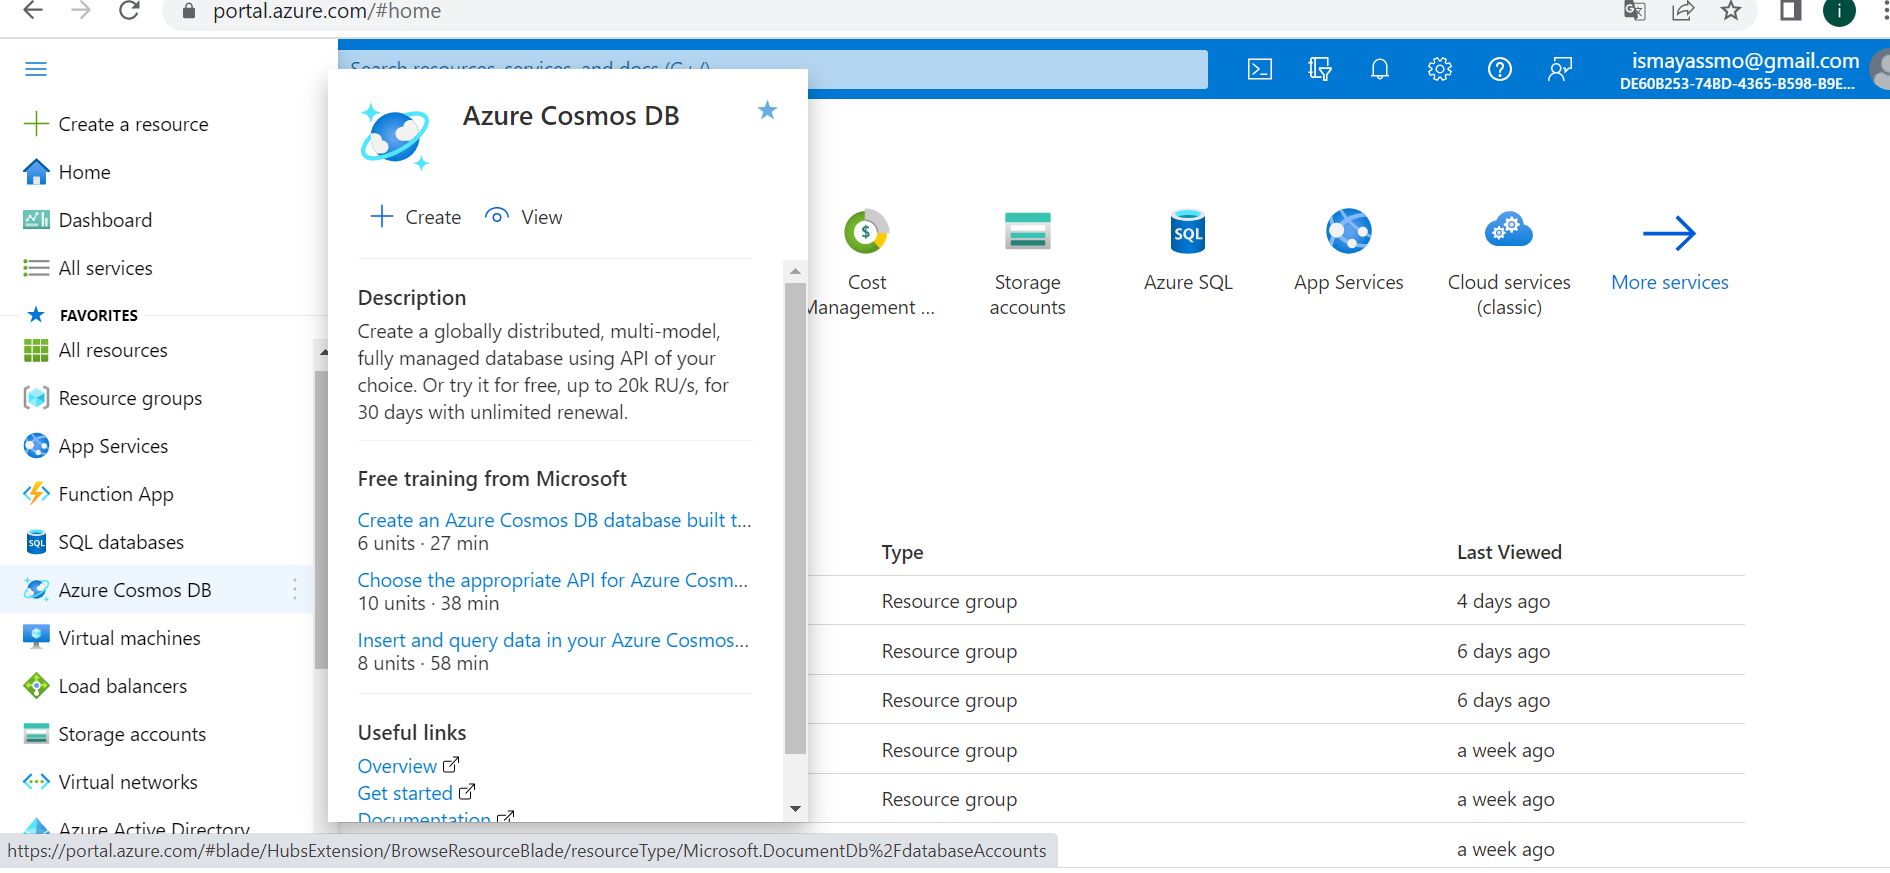 portal.azure.com/#home
Search resources, services, and docs (G+/)
ismayassmo@gmail.com
DE60B253-74BD-4365-B598-B9E...
i
Create a resource
Home
Dashboard
All services
FAVORITES
All resources
Resource groups
App Services
Function App
SQL databases
Azure Cosmos DB
Virtual machines
Load balancers
Storage accounts
Virtual networks
Azure Active Directory
Azure Cosmos DB
Create
View
Description
Create a globally distributed, multi-model,
fully managed database using API of your
choice. Or try it for free, up to 20k RU/s, for
30 days with unlimited renewal.
Free training from Microsoft
Create an Azure Cosmos DB database built t...
6 units · 27 min
Choose the appropriate API for Azure Cosm...
10 units · 38 min
Insert and query data in your Azure Cosmos...
8 units · 58 min
Useful links
Overview
Get started
Documentation
Cost
Management ...
Storage
accounts
SQL
Azure SQL
App Services
Cloud services
(classic)
More services
Type
Last Viewed
Resource group
4 days ago
Resource group
6 days ago
Resource group
6 days ago
Resource group
a week ago
Resource group
a week ago
a week ago
https://portal.azure.com/#blade/HubsExtension/BrowseResourceBlade/resourceType/Microsoft.DocumentDb%2FdatabaseAccounts